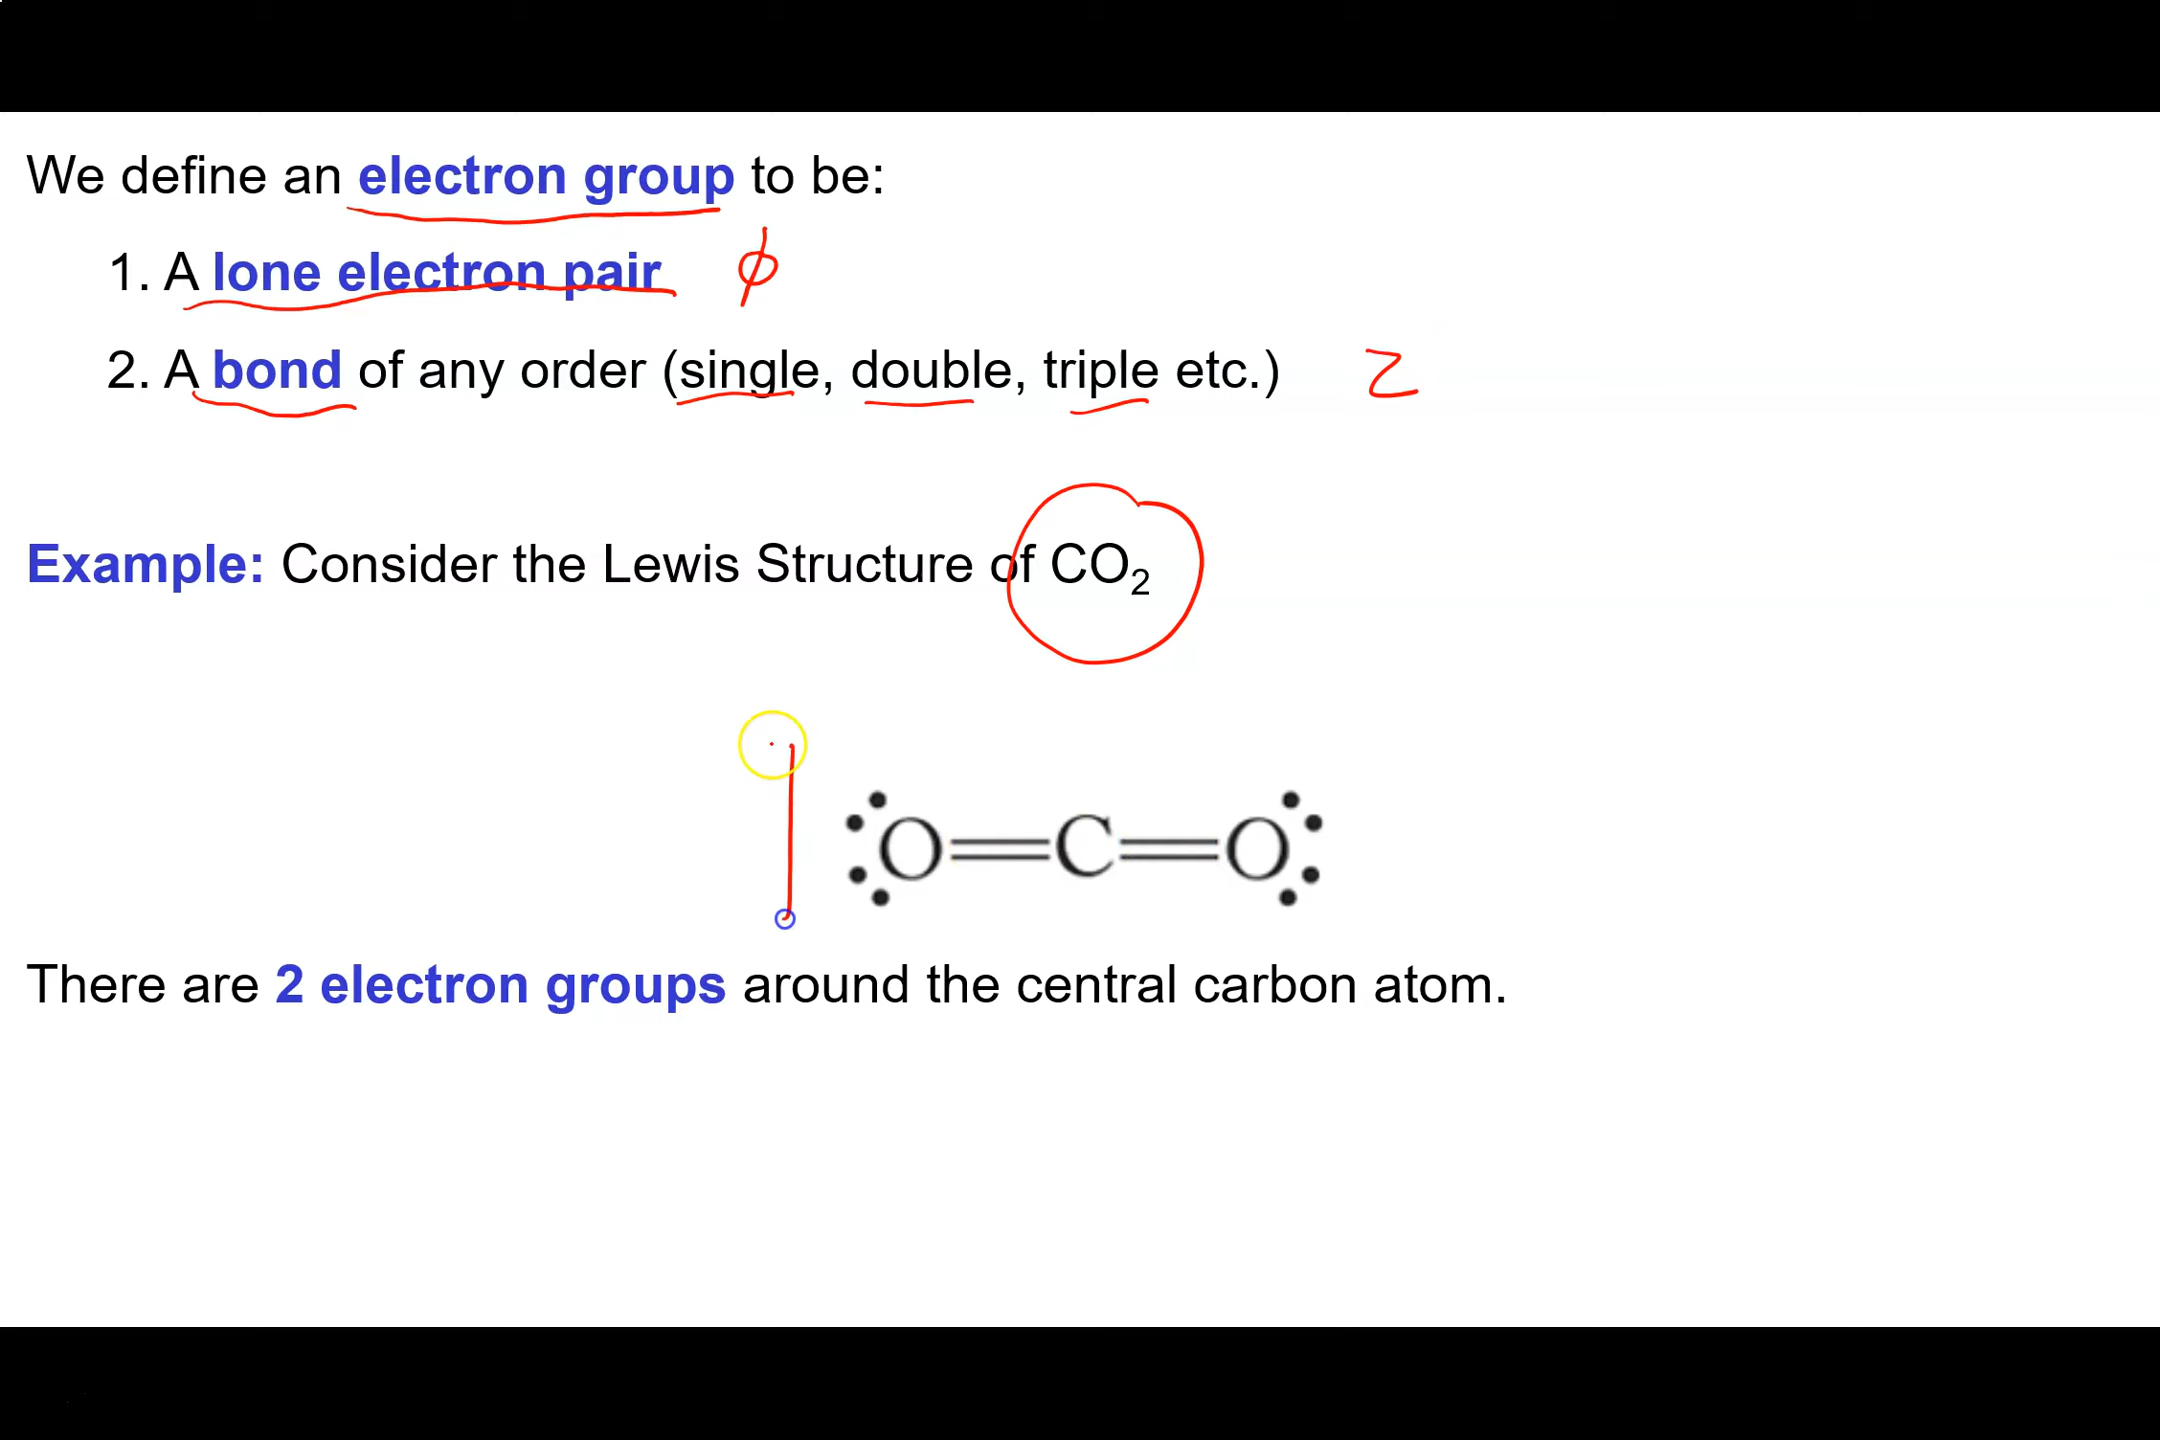 We define an electron group to be:
1. A lone electron pair ϕ
2. A bond of any order (single, double, triple etc.) 2
Example: Consider the Lewis Structure of CO₂
O=C=O
There are 2 electron groups around the central carbon atom.